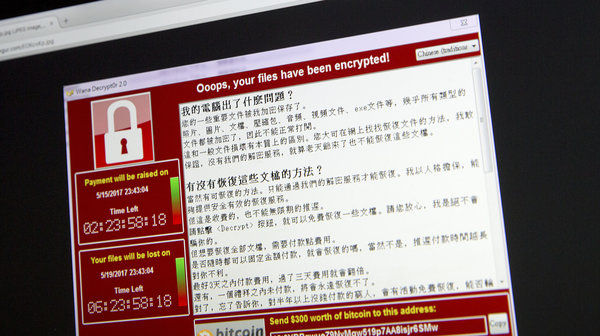 Wana Decrypt0r 2.0
Ooops, your files have been encrypted!
Chinese (traditional
Payment will be raised on
5/15/2017 23:43:04
Time Left
02:23:58:18
Your files will be lost on
5/19/2017 23:43:04
Time Left
06:23:58:18
我的電腦出了什麼問題？
您的一些重要文件被我加密保存了。
照片、圖片、文檔、壓縮包、音頻、視頻文件、exe文件等，幾乎所有類型的
文件都被加密了，因此不能正常打開。
這和一般文件損壞有本質上的區別。您大可在網上找找恢復文件的方法，我敢
保證，沒有我們的解密服務，就算老天爺來了也不能恢復這些文檔。
有沒有恢復這些文檔的方法？
當然有可恢復的方法。只能通過我們的解密服務才能恢復。我以人格擔保，能
夠提供安全有效的恢復服務。
但這是收費的，也不能無限期的推遲。
請點擊 <Decrypt> 按鈕，就可以免費恢復一些文檔。請您放心，我是絕不會
騙你的。
但想要恢復全部文檔，需要付款點費用。
是否隨時都可以固定金額付款，就會恢復的嗎，當然不是，推遲付款時間越長
對你不利。
最好3天之內付款費用，過了三天費用就會翻倍。
還有，一個禮拜之內未付款，將會永遠恢復不了。
對了，忘了告訴你，對半年以上沒錢付款的窮人，會有活動免費恢復，能否輪
bitcoin
Send $300 worth of bitcoin to this address:
Copy